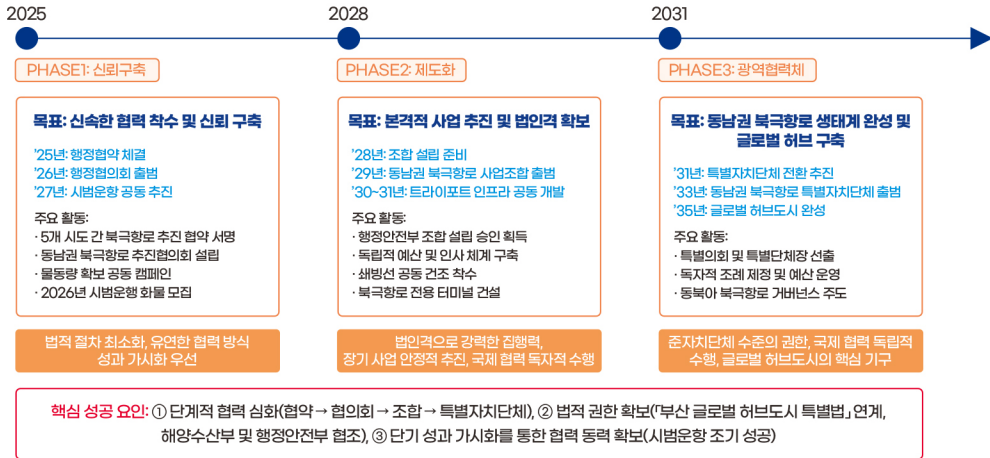 2025
2028
2031
PHASE1: 신뢰구축
목표: 신속한 협력 착수 및 신뢰 구축
'25년: 행정협약 체결
'26년: 행정협의회 출범
'27년: 시범운항 공동 추진
주요 활동:
· 5개 시도 간 북극항로 추진 협약 서명
· 동남권 북극항로 추진협의회 설립
· 물동량 확보 공동 캠페인
· 2026년 시범운행 화물 모집
법적 절차 최소화, 유연한 협력 방식
성과 가시화 우선
PHASE2: 제도화
목표: 본격적 사업 추진 및 법인격 확보
'28년: 조합 설립 준비
'29년: 동남권 북극항로 사업조합 출범
'30~31년: 트라이포트 인프라 공동 개발
주요 활동:
· 행정안전부 조합 설립 승인 획득
· 독립적 예산 및 인사 체계 구축
· 쇄빙선 공동 건조 착수
· 북극항로 전용 터미널 건설
법인격으로 강력한 집행력,
장기 사업 안정적 추진, 국제 협력 독자적 수행
PHASE3: 광역협력체
목표: 동남권 북극항로 생태계 완성 및
글로벌 허브 구축
'31년: 특별자치단체 전환 추진
'33년: 동남권 북극항로 특별자치단체 출범
'35년: 글로벌 허브도시 완성
주요 활동:
· 특별의회 및 특별단체장 선출
· 독자적 조례 제정 및 예산 운영
· 동북아 북극항로 거버넌스 주도
준자치단체 수준의 권한, 국제 협력 독립적
수행, 글로벌 허브도시의 핵심 기구
핵심 성공 요인: ① 단계적 협력 심화(협약 → 협의회 → 조합 → 특별자치단체), ② 법적 권한 확보(「부산 글로벌 허브도시 특별법」 연계,
해양수산부 및 행정안전부 협조), ③ 단기 성과 가시화를 통한 협력 동력 확보(시범운항 조기 성공)